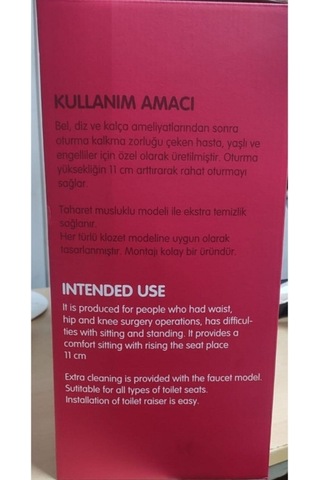 KULLANIM AMACI
Bel, diz ve kalça ameliyatlarından sonra
oturma kalkma zorluğu çeken hasta, yaşlı ve
engelliler için özel olarak üretilmiştir. Oturma
yüksekliğin 11 cm arttırarak rahat oturmayı
sağlar.
Taharet musluklu modeli ile ekstra temizlik
sağlanır.
Her türlü klozet modeline uygun olarak
tasarlanmıştır. Montajı kolay bir üründür.
INTENDED USE
It is produced for people who had waist,
hip and knee surgery operations, has difficul-
ties with sitting and standing. It provides a
comfort sitting with rising the seat place
11 cm
Extra cleaning is provided with the faucet model.
Sutitable for all types of toilet seats.
Installation of toilet raiser is easy.